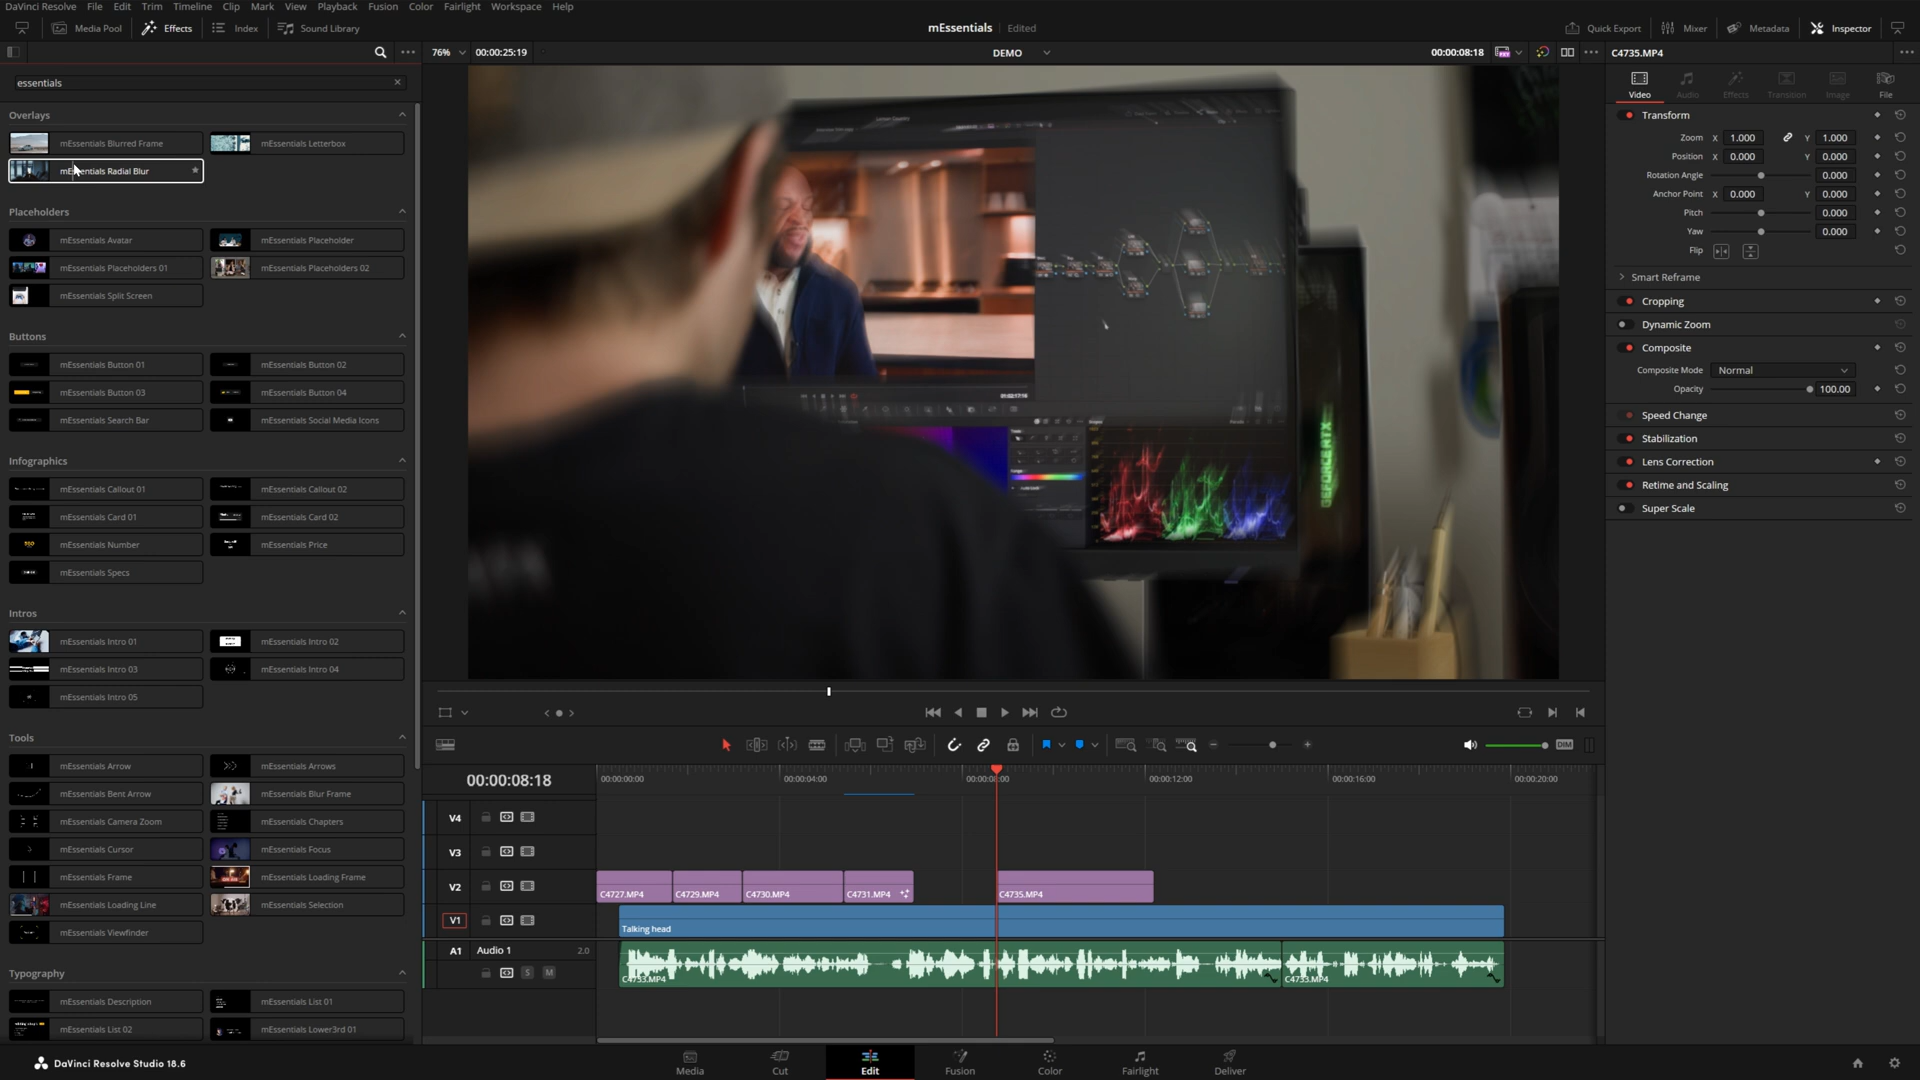 DaVinci Resolve File Edit Trim Timeline Clip Mark View Playback Fusion Color Fairlight Workspace Help
Media Pool Effects Index Sound Library mEssentials Edited Quick Export Mixer Metadata Inspector
76% 00:00:25:19 DEMO 00:00:08:18 C4735.MP4
essentials
Overlays
mEssentials Blurred Frame mEssentials Letterbox
mEssentials Radial Blur
Placeholders
mEssentials Avatar mEssentials Placeholder
mEssentials Placeholders 01 mEssentials Placeholders 02
mEssentials Split Screen
Buttons
mEssentials Button 01 mEssentials Button 02
mEssentials Button 03 mEssentials Button 04
mEssentials Search Bar mEssentials Social Media Icons
Infographics
mEssentials Callout 01 mEssentials Callout 02
mEssentials Card 01 mEssentials Card 02
mEssentials Number mEssentials Price
mEssentials Specs
Intros
mEssentials Intro 01 mEssentials Intro 02
mEssentials Intro 03 mEssentials Intro 04
mEssentials Intro 05
Tools
mEssentials Arrow mEssentials Arrows
mEssentials Bent Arrow mEssentials Blur Frame
mEssentials Camera Zoom mEssentials Chapters
mEssentials Cursor mEssentials Focus
mEssentials Frame mEssentials Loading Frame
mEssentials Loading Line mEssentials Selection
mEssentials Viewfinder
Typography
mEssentials Description mEssentials List 01
mEssentials List 02 mEssentials Lower3rd 01
GEFORCE RTX
Video Audio Effects Transition Image File
Transform
Zoom X 1.000 Y 1.000
Position X 0.000 Y 0.000
Rotation Angle 0.000
Anchor Point X 0.000 Y 0.000
Pitch 0.000
Yaw 0.000
Flip
Smart Reframe
Cropping
Dynamic Zoom
Composite
Composite Mode Normal
Opacity 100.00
Speed Change
Stabilization
Lens Correction
Retime and Scaling
Super Scale
DIM
00:00:08:18 00:00:00:00 00:00:04:00 00:00:12:00 00:00:16:00 00:00:20:00
V4
V3
V2 C4727.MP4 C4729.MP4 C4730.MP4 C4731.MP4 C4735.MP4
V1 Talking head
A1 Audio 1 2.0
S M C4733.MP4 C4733.MP4
DaVinci Resolve Studio 18.6 Media Cut Edit Fusion Color Fairlight Deliver